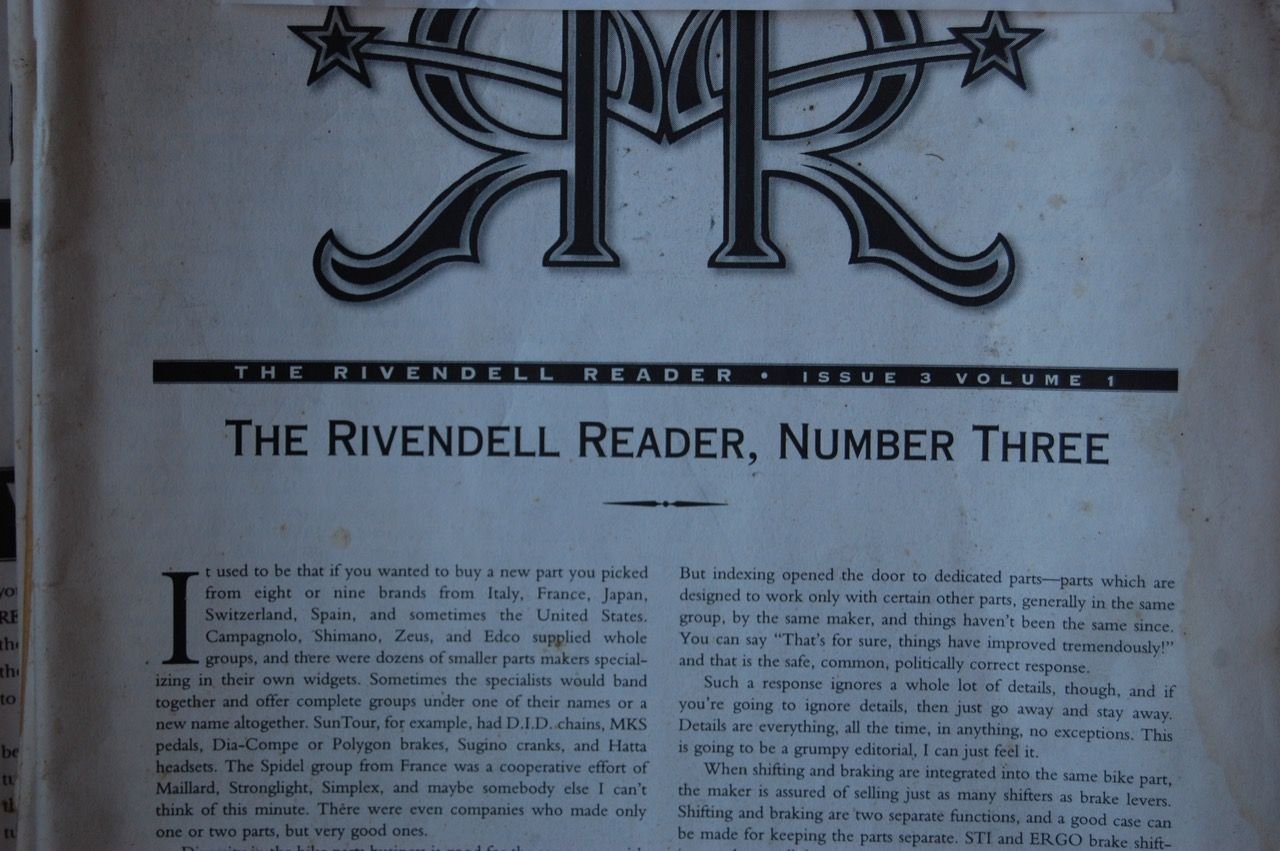 THE RIVENDELL READER • ISSUE 3 VOLUME 1
THE RIVENDELL READER, NUMBER THREE
It used to be that if you wanted to buy a new part you picked
from eight or nine brands from Italy, France, Japan,
Switzerland, Spain, and sometimes the United States.
Campagnolo, Shimano, Zeus, and Edco supplied whole
groups, and there were dozens of smaller parts makers special-
izing in their own widgets. Sometimes the specialists would band
together and offer complete groups under one of their names or a
new name altogether. SunTour, for example, had D.I.D. chains, MKS
pedals, Dia-Compe or Polygon brakes, Sugino cranks, and Hatta
headsets. The Spidel group from France was a cooperative effort of
Maillard, Stronglight, Simplex, and maybe somebody else I can't
think of this minute. There were even companies who made only
one or two parts, but very good ones.
But indexing opened the door to dedicated parts—parts which are
designed to work only with certain other parts, generally in the same
group, by the same maker, and things haven't been the same since.
You can say "That's for sure, things have improved tremendously!"
and that is the safe, common, politically correct response.
Such a response ignores a whole lot of details, though, and if
you're going to ignore details, then just go away and stay away.
Details are everything, all the time, in anything, no exceptions. This
is going to be a grumpy editorial, I can just feel it.
When shifting and braking are integrated into the same bike part,
the maker is assured of selling just as many shifters as brake levers.
Shifting and braking are two separate functions, and a good case can
be made for keeping the parts separate. STI and ERGO brake shift-